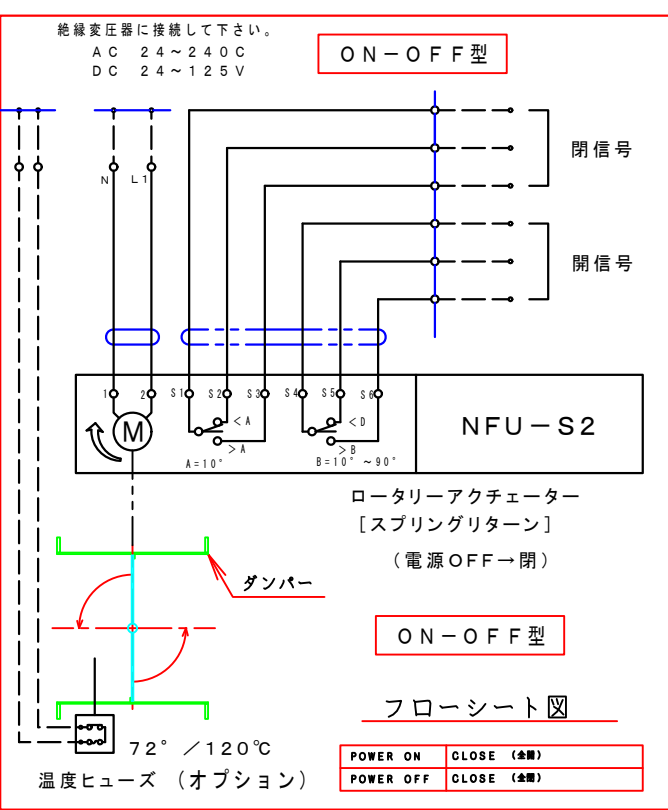 絶縁変圧器に接続して下さい。
AC 24~240C
DC 24~125V
ON-OFF型
閉信号
N L1
開信号
1 2 S1 S2 S3 S4 S5 S6
<A
<D
M
>A
>B
A=10°
B=10°~90°
NFU-S2
ロータリーアクチェーター
[スプリングリターン]
(電源OFF→閉)
ダンパー
ON-OFF型
フローシート図
72°/120℃
温度ヒューズ (オプション)
POWER ON CLOSE
POWER OFF CLOSE